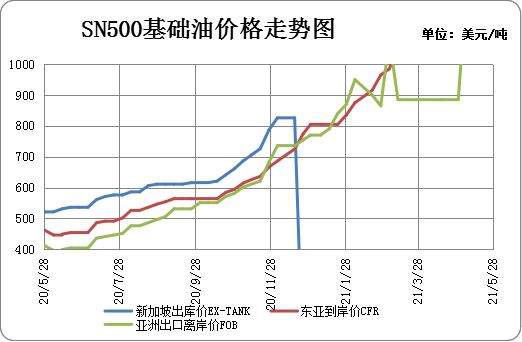 SN500基础油价格走势图
单位：美元/吨
1000
900
800
700
600
500
400
20/5/28
20/7/28
20/9/28
20/11/28
21/1/28
21/3/28
21/5/28
新加坡出库价EX-TANK
东亚到岸价CFR
亚洲出口离岸价FOB